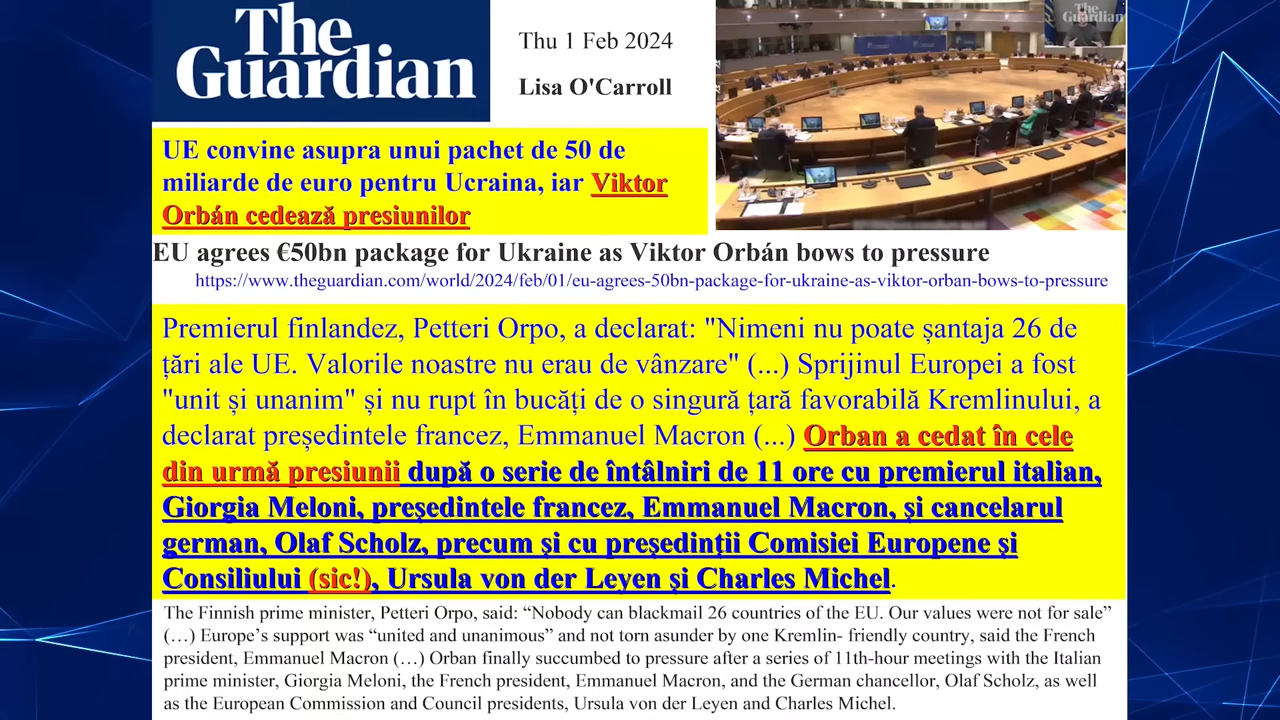 The
Guardian
Thu 1 Feb 2024
Lisa O'Carroll
The
Guardian
UE convine asupra unui pachet de 50 de
miliarde de euro pentru Ucraina, iar Viktor
Orbán cedează presiunilor
EU agrees €50bn package for Ukraine as Viktor Orbán bows to pressure
https://www.theguardian.com/world/2024/feb/01/eu-agrees-50bn-package-for-ukraine-as-viktor-orban-bows-to-pressure
Premierul finlandez, Petteri Orpo, a declarat: "Nimeni nu poate șantaja 26 de
țări ale UE. Valorile noastre nu erau de vânzare" (...) Sprijinul Europei a fost
"unit și unanim" și nu rupt în bucăți de o singură țară favorabilă Kremlinului, a
declarat președintele francez, Emmanuel Macron (...) Orban a cedat în cele
din urmă presiunii după o serie de întâlniri de 11 ore cu premierul italian,
Giorgia Meloni, președintele francez, Emmanuel Macron, și cancelarul
german, Olaf Scholz, precum și cu președinții Comisiei Europene și
Consiliului (sic!), Ursula von der Leyen și Charles Michel.
The Finnish prime minister, Petteri Orpo, said: “Nobody can blackmail 26 countries of the EU. Our values were not for sale”
(…) Europe’s support was “united and unanimous” and not torn asunder by one Kremlin- friendly country, said the French
president, Emmanuel Macron (…) Orban finally succumbed to pressure after a series of 11th-hour meetings with the Italian
prime minister, Giorgia Meloni, the French president, Emmanuel Macron, and the German chancellor, Olaf Scholz, as well
as the European Commission and Council presidents, Ursula von der Leyen and Charles Michel.